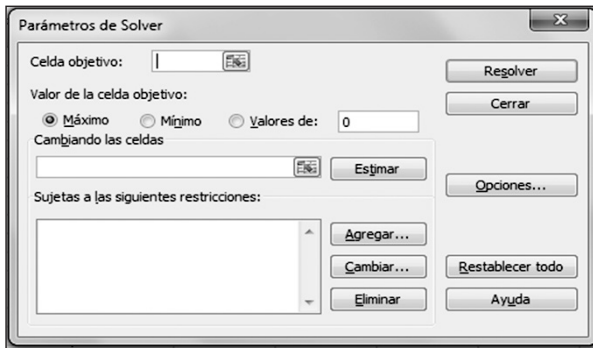 Parámetros de Solver
Celda objetivo:
Resolver
Valor de la celda objetivo:
Cerrar
Máximo Mínimo Valores de: 0
Cambiando las celdas
Estimar
Opciones...
Sujetas a las siguientes restricciones:
Agregar...
Cambiar...
Restablecer todo
Eliminar
Ayuda